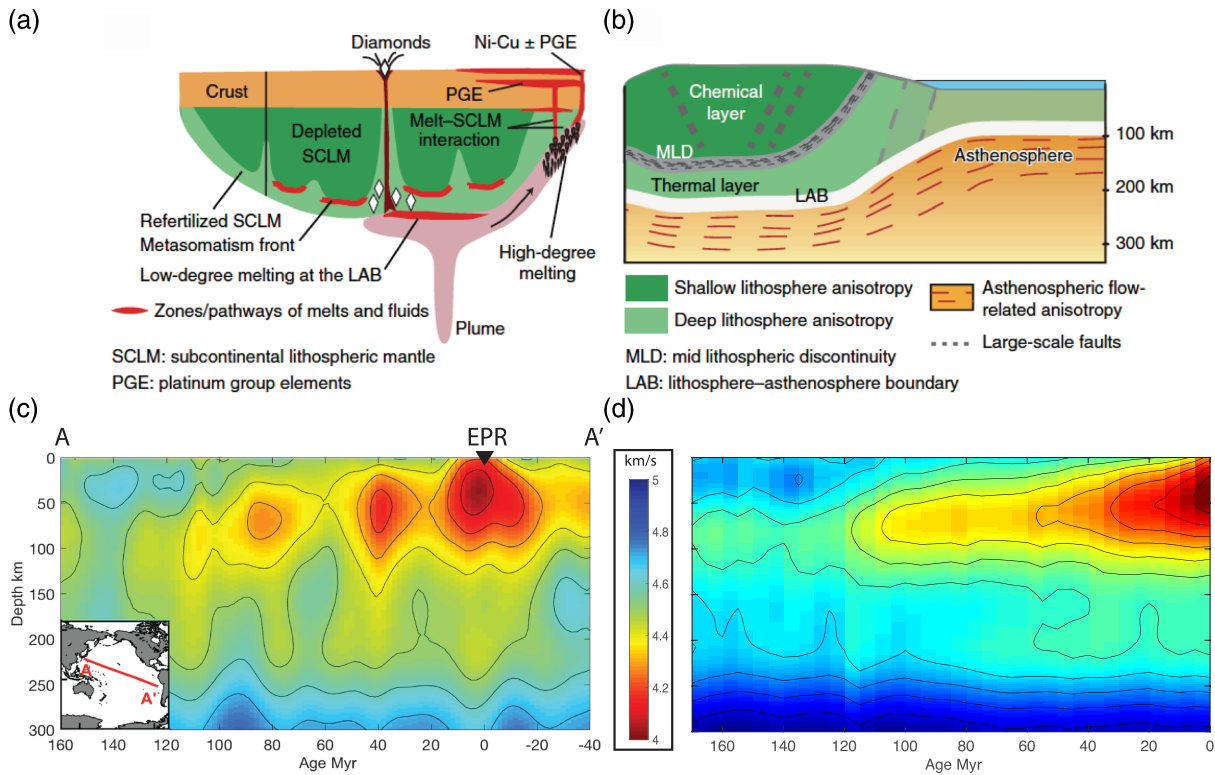 (a)
Diamonds
Ni-Cu ± PGE
Crust
PGE
Depleted
SCLM
Melt–SCLM
interaction
Refertilized SCLM
Metasomatism front
Low-degree melting at the LAB
High-degree
melting
Zones/pathways of melts and fluids
Plume
SCLM: subcontinental lithospheric mantle
PGE: platinum group elements
(b)
Chemical
layer
MLD
Thermal layer
LAB
Asthenosphere
100 km
200 km
300 km
Shallow lithosphere anisotropy
Deep lithosphere anisotropy
Asthenospheric flow-
related anisotropy
Large-scale faults
MLD: mid lithospheric discontinuity
LAB: lithosphere–asthenosphere boundary
(c)
A
EPR
A'
0
50
100
150
200
250
300
Depth km
A
A'
160
140
120
100
80
60
40
20
0
-20
-40
Age Myr
km/s
5
4.8
4.6
4.4
4.2
4
(d)
160
140
120
100
80
60
40
20
0
Age Myr